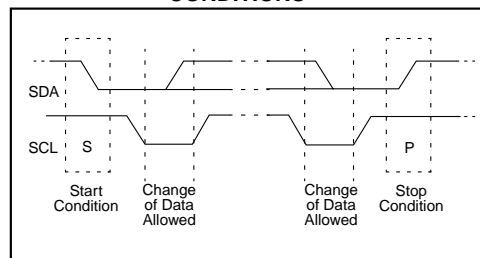 CONDITIONS
SDA
SCL
S
P
Start
Condition
Change
of Data
Allowed
Change
of Data
Allowed
Stop
Condition